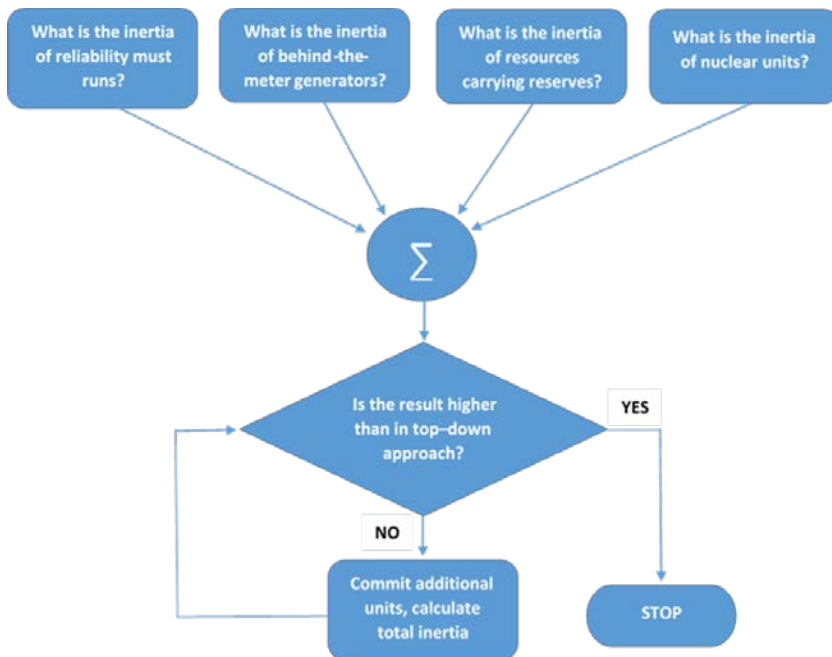 What is the inertia
of reliability must
runs?
What is the inertia
of behind-the-
meter generators?
What is the inertia
of resources
carrying reserves?
What is the inertia
of nuclear units?
∑
Is the result higher
than in top–down
approach?
YES
NO
Commit additional
units, calculate
total inertia
STOP